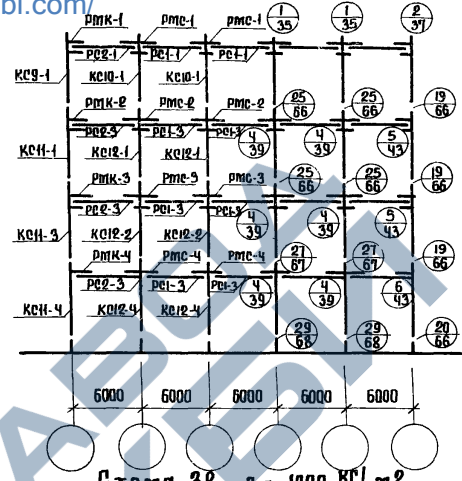 bi.com/
РМК-1 РМС-1 РМС-1 1/35 1/35 2/37
РС2-1 РС1-1 РС1-1
КС9-1 КС10-1 КС10-1
РМК-2 РМС-2 РМС-2 25/66 25/66 19/66
РС2-3 РС1-3 РС1-3 4/39 4/39 5/43
КС11-1 КС12-1 КС12-1
РМК-3 РМС-3 РМС-3 25/66 25/66 19/66
РС2-3 РС1-3 4/39 4/39 5/43
КС11-3 КС12-2 КС12-2
РМК-4 РМС-4 РМС-4 27/67 27/67 19/66
РС2-3 РС1-3 РС1-3 4/39 4/39 6/43
КС11-4 КС12-4 КС12-4
29/68 29/68 20/66
6000 6000 6000 6000 6000